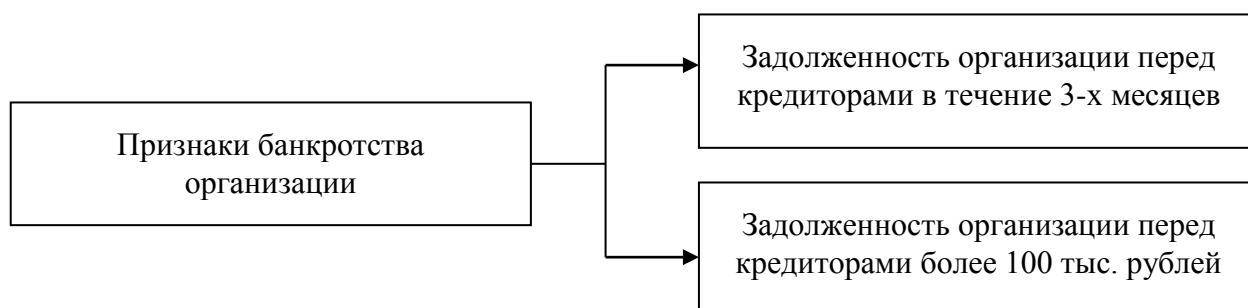 Признаки банкротства
организации
Задолженность организации перед
кредиторами в течение 3-х месяцев
Задолженность организации перед
кредиторами более 100 тыс. рублей